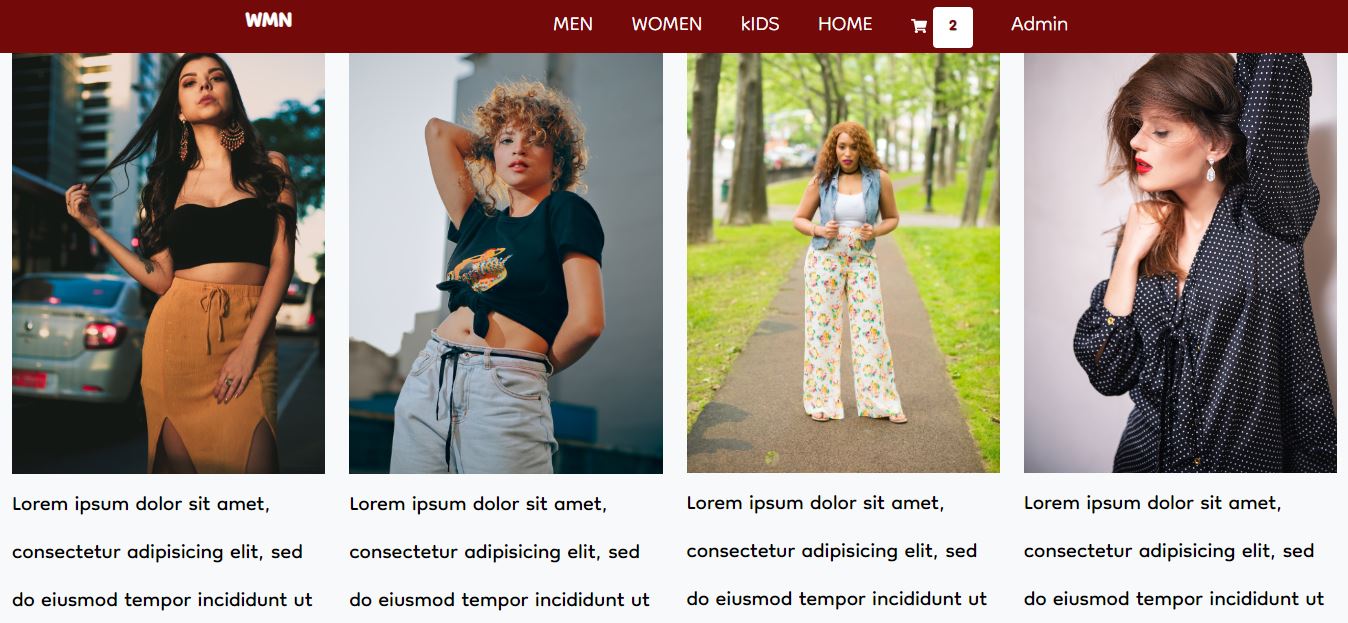 WMN
MEN WOMEN kIDS HOME 2 Admin
Lorem ipsum dolor sit amet,
consectetur adipisicing elit, sed
do eiusmod tempor incididunt ut
Lorem ipsum dolor sit amet,
consectetur adipisicing elit, sed
do eiusmod tempor incididunt ut
Lorem ipsum dolor sit amet,
consectetur adipisicing elit, sed
do eiusmod tempor incididunt ut
Lorem ipsum dolor sit amet,
consectetur adipisicing elit, sed
do eiusmod tempor incididunt ut